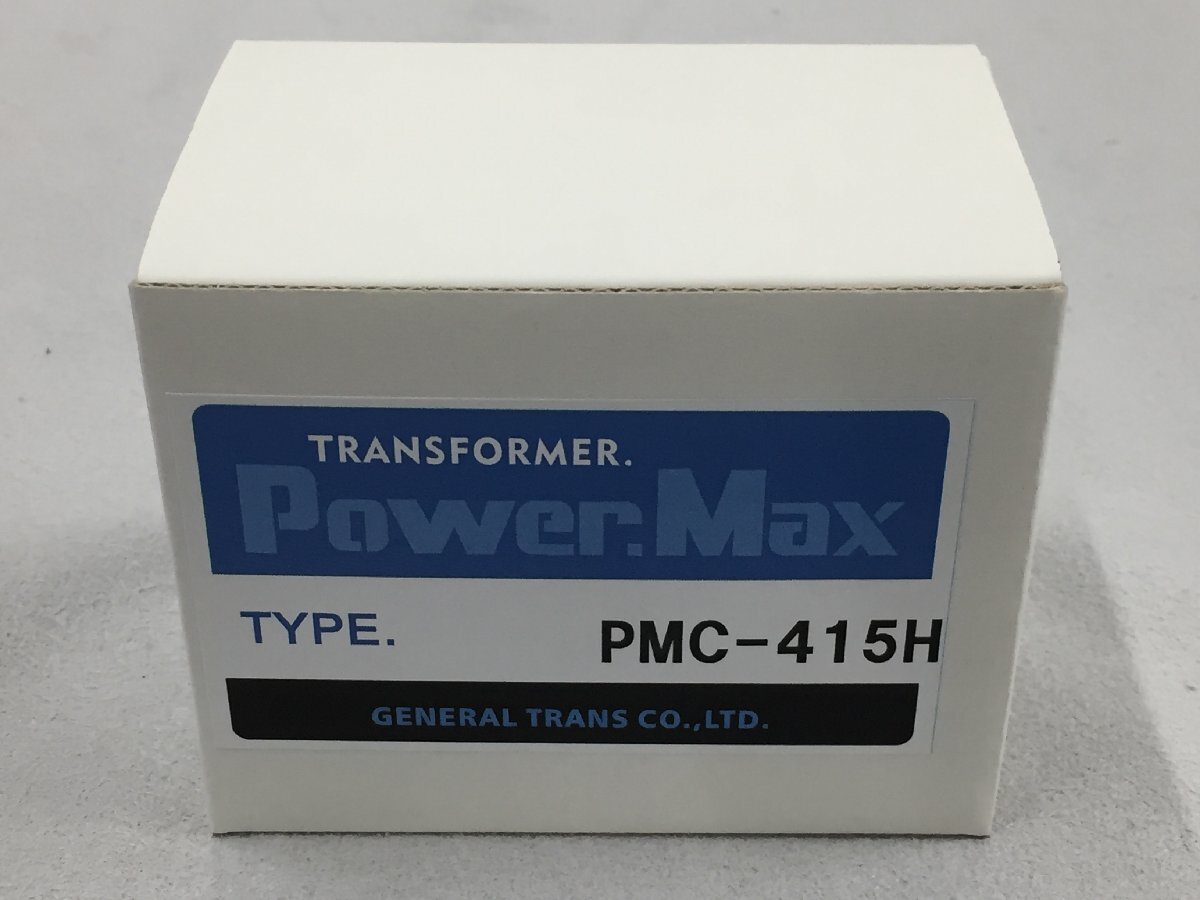 TRANSFORMER.
Power.Max
TYPE. PMC-415H
GENERAL TRANS CO.,LTD.